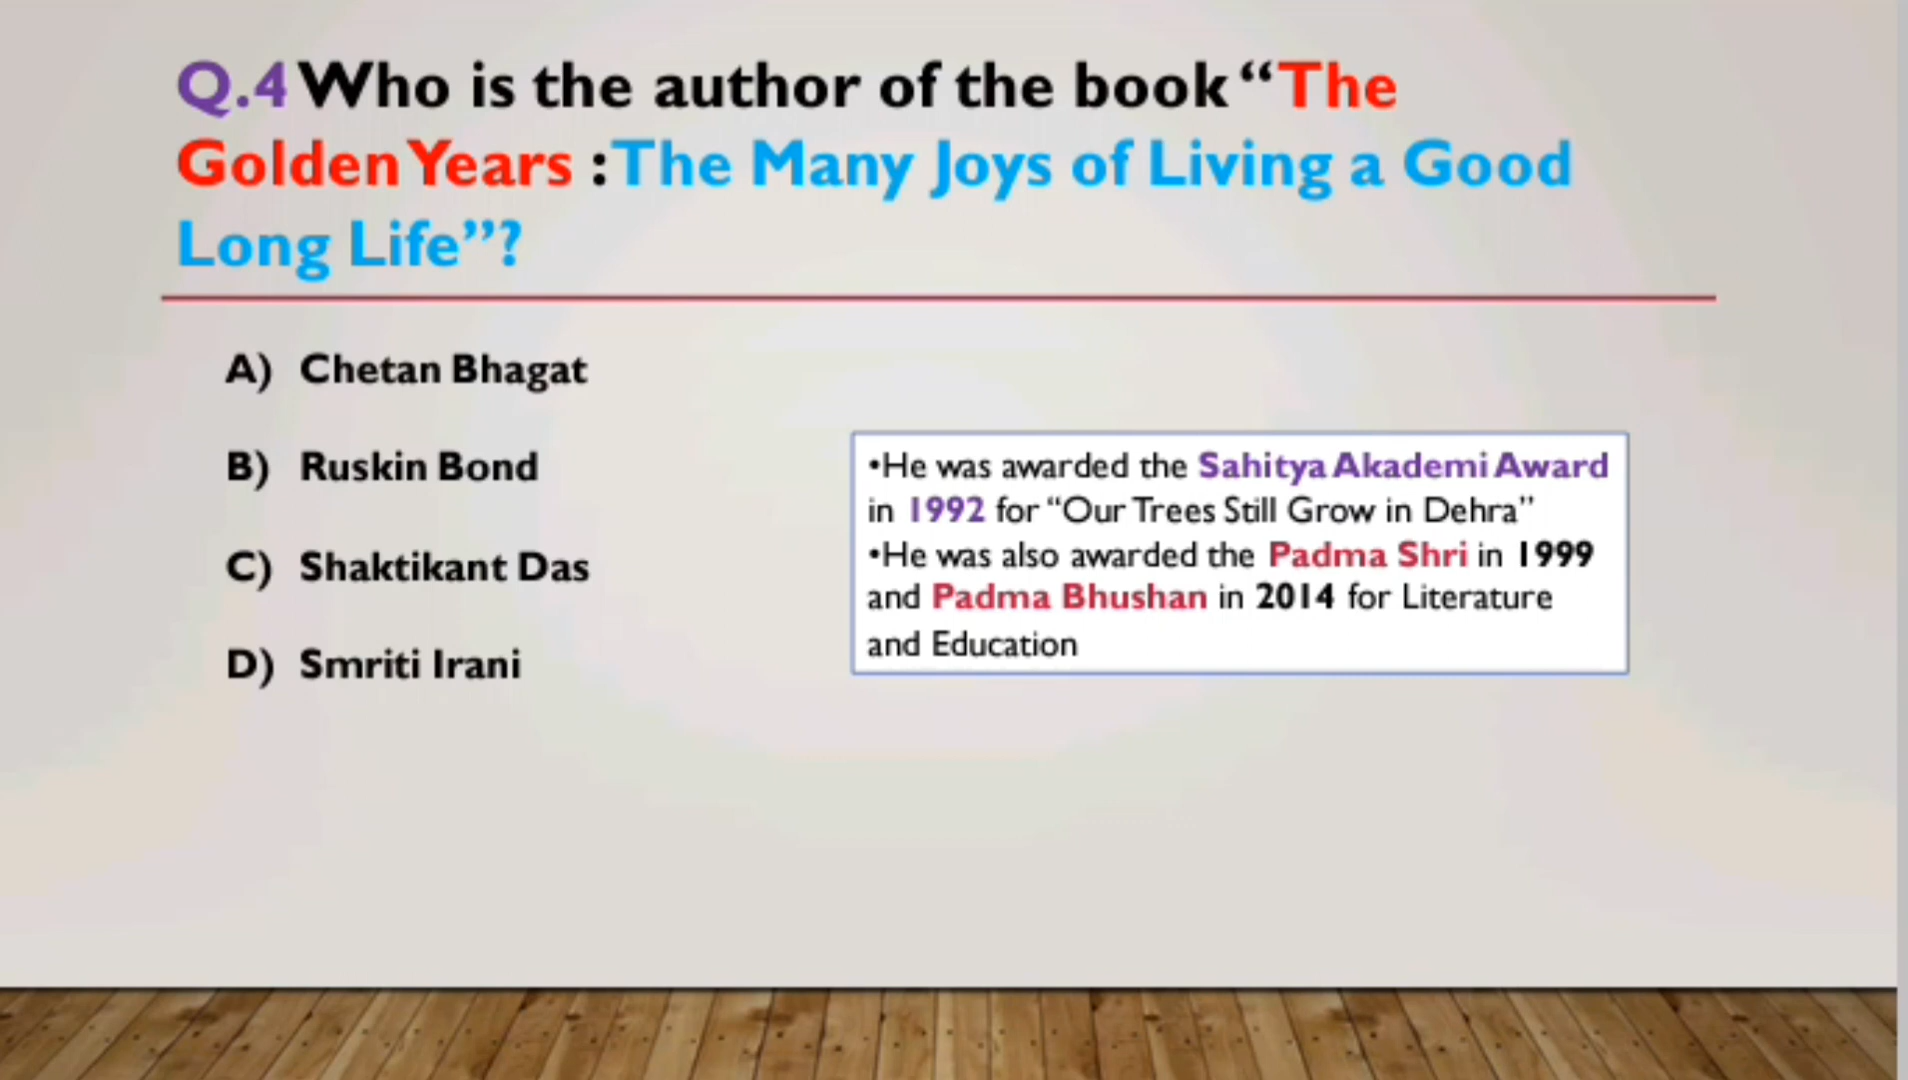 Q.4 Who is the author of the book “The
Golden Years :The Many Joys of Living a Good
Long Life”?
A) Chetan Bhagat
B) Ruskin Bond
C) Shaktikant Das
D) Smriti Irani
•He was awarded the Sahitya Akademi Award
in 1992 for “Our Trees Still Grow in Dehra”
•He was also awarded the Padma Shri in 1999
and Padma Bhushan in 2014 for Literature
and Education